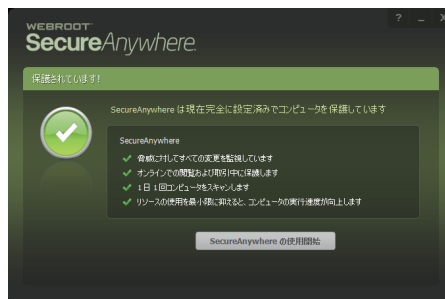 WEBROOT
SecureAnywhere.
? _ X
保護されています!
SecureAnywhere は現在完全に設定済みでコンピュータを保護しています
SecureAnywhere
脅威に対してすべての変更を監視しています
オンラインでの閲覧および取引中に保護します
1日1回コンピュータをスキャンします
リソースの使用を最小限に抑えると、コンピュータの実行速度が向上します
SecureAnywhere の使用開始